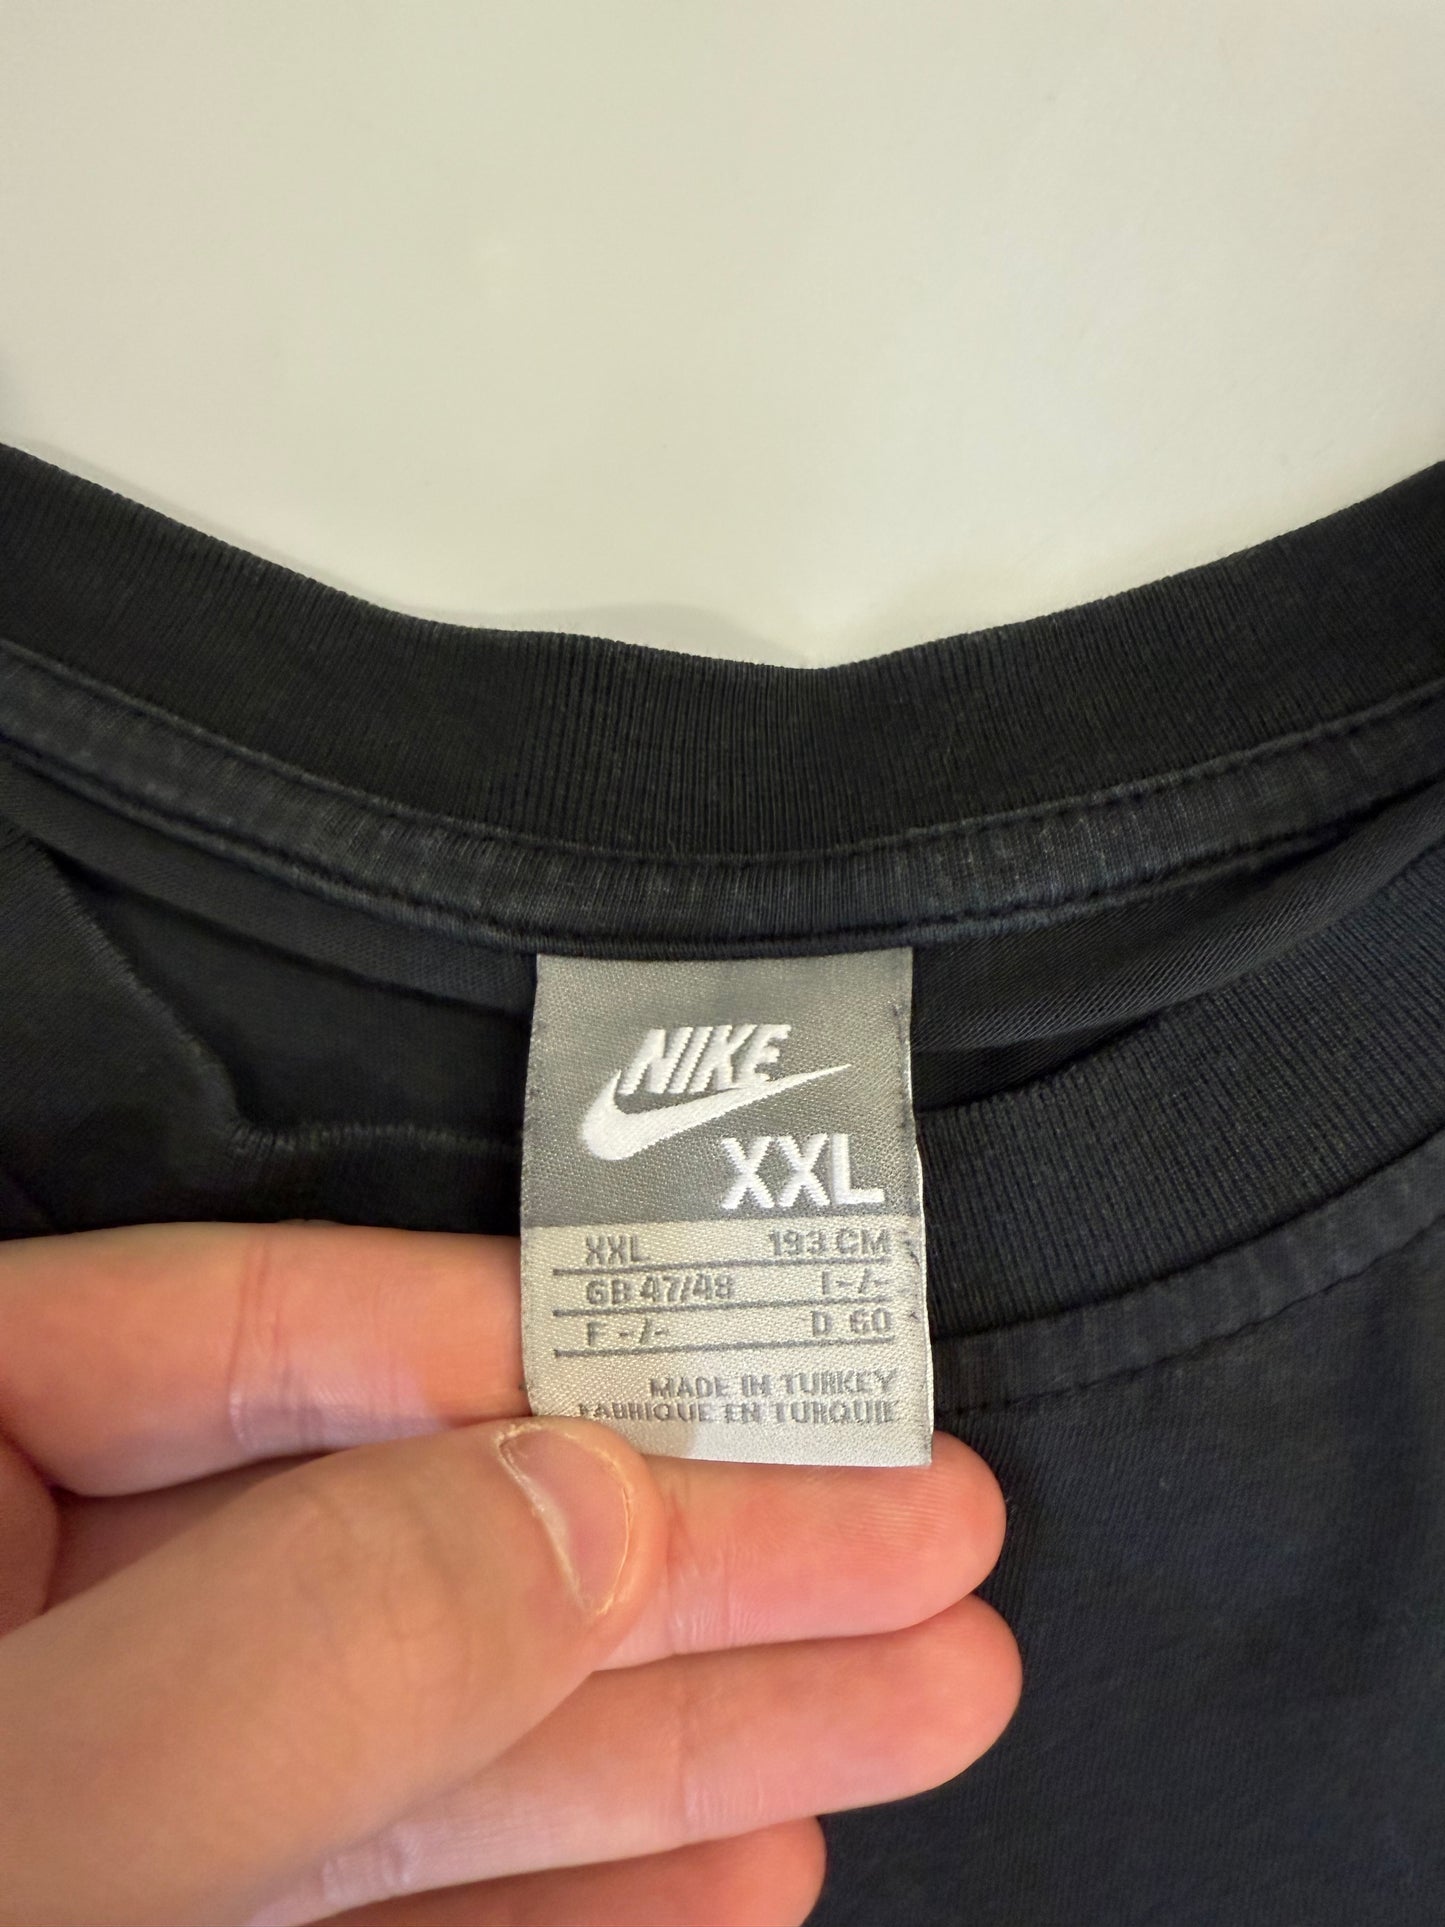 NIKE
XXL
XXL 193 CM
GB 47/48 I -/-
F -/- D 60
MADE IN TURKEY
FABRIQUE EN TURQUIE